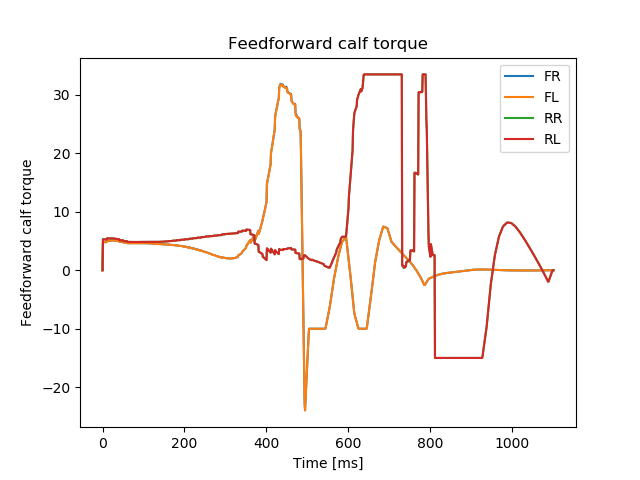 Feedforward calf torque
FR
FL
RR
RL
30
20
10
0
−10
−20
Feedforward calf torque
0
200
400
600
800
1000
Time [ms]